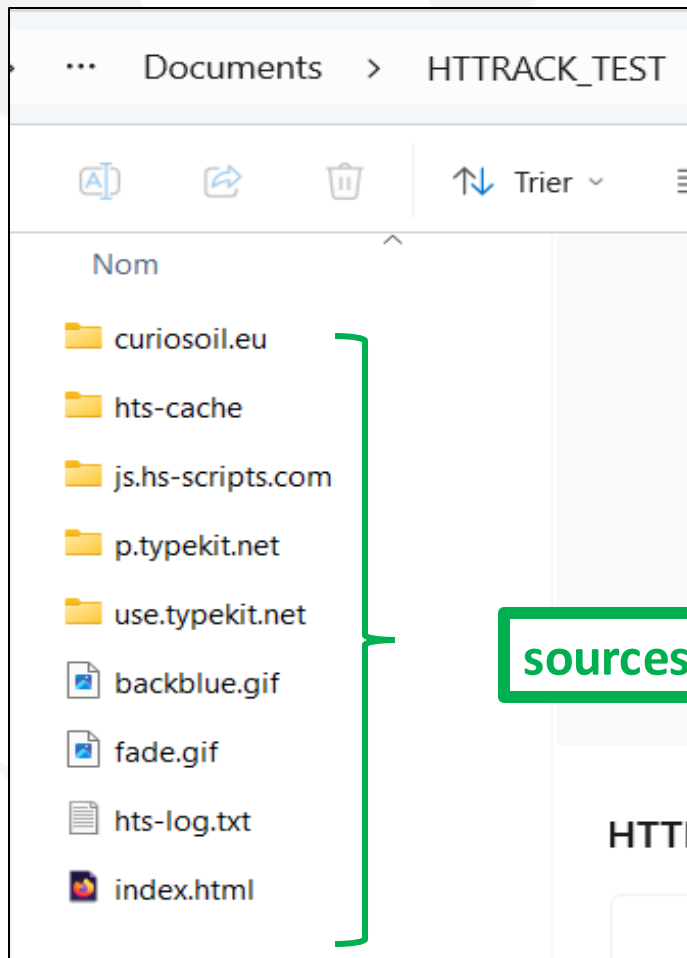 ... Documents > HTTRACK_TEST
Trier
Nom
curiosoil.eu
hts-cache
js.hs-scripts.com
p.typekit.net
use.typekit.net
sources
backblue.gif
fade.gif
hts-log.txt
HTT
index.html